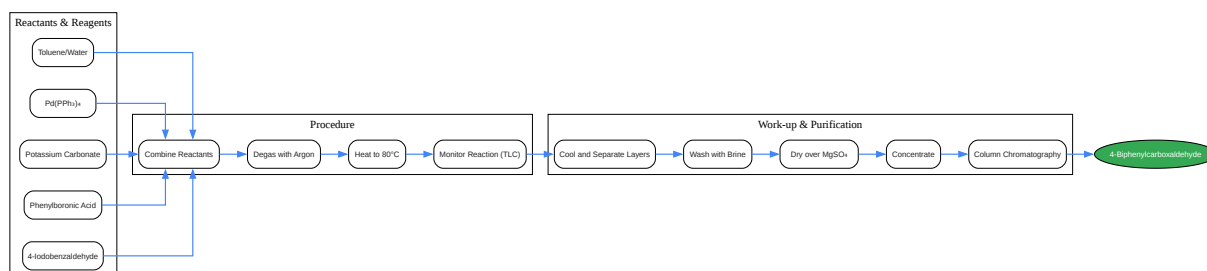 Reactants & Reagents
Toluene/Water
Pd(PPh₃)₄
Potassium Carbonate
Phenylboronic Acid
4-Iodobenzaldehyde
Procedure
Combine Reactants
Degas with Argon
Heat to 80°C
Monitor Reaction (TLC)
Work-up & Purification
Cool and Separate Layers
Wash with Brine
Dry over MgSO₄
Concentrate
Column Chromatography
4-Biphenylcarboxaldehyde